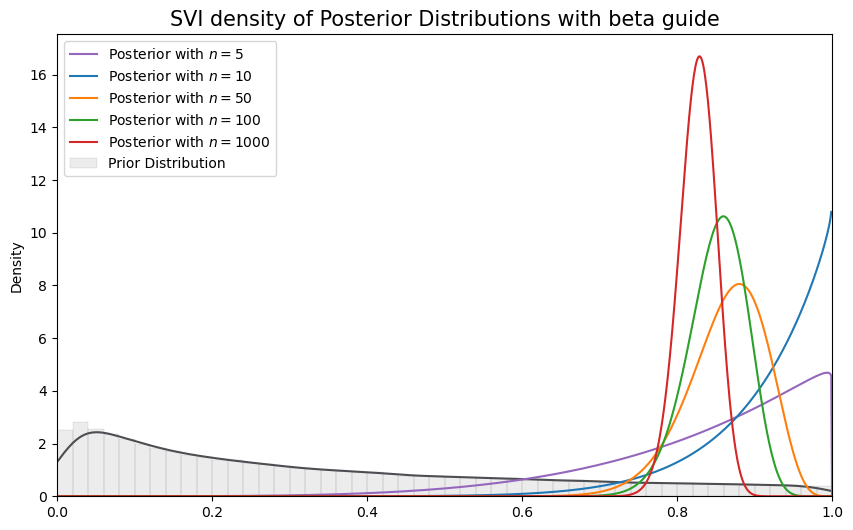 SVI density of Posterior Distributions with beta guide
Posterior with n = 5
Posterior with n = 10
Posterior with n = 50
Posterior with n = 100
Posterior with n = 1000
Prior Distribution
Density
16
14
12
10
8
6
4
2
0
0.0 0.2 0.4 0.6 0.8 1.0